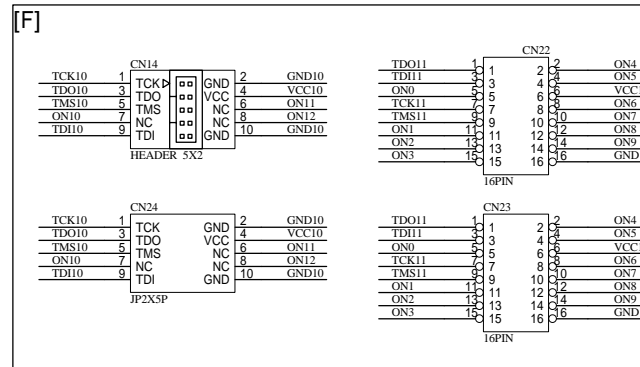 [F]
CN14
TCK10 1 TCK GND 2 GND10
TDO10 3 TDO VCC 4 VCC10
TMS10 5 TMS NC 6 ON11
ON10 7 NC NC 8 ON12
TDI10 9 TDI GND 10 GND10
HEADER 5X2
CN22
TDO11 1 1 2 2 ON4
TDI11 3 3 4 4 ON5
ON0 5 5 6 6 VCC1
TCK11 7 7 8 8 ON6
TMS11 9 9 10 10 ON7
ON1 11 11 12 12 ON8
ON2 13 13 14 14 ON9
ON3 15 15 16 16 GND
16PIN
CN24
TCK10 1 TCK GND 2 GND10
TDO10 3 TDO VCC 4 VCC10
TMS10 5 TMS NC 6 ON11
ON10 7 NC NC 8 ON12
TDI10 9 TDI GND 10 GND10
JP2X5P
CN23
TDO11 1 1 2 2 ON4
TDI11 3 3 4 4 ON5
ON0 5 5 6 6 VCC1
TCK11 7 7 8 8 ON6
TMS11 9 9 10 10 ON7
ON1 11 11 12 12 ON8
ON2 13 13 14 14 ON9
ON3 15 15 16 16 GND
16PIN